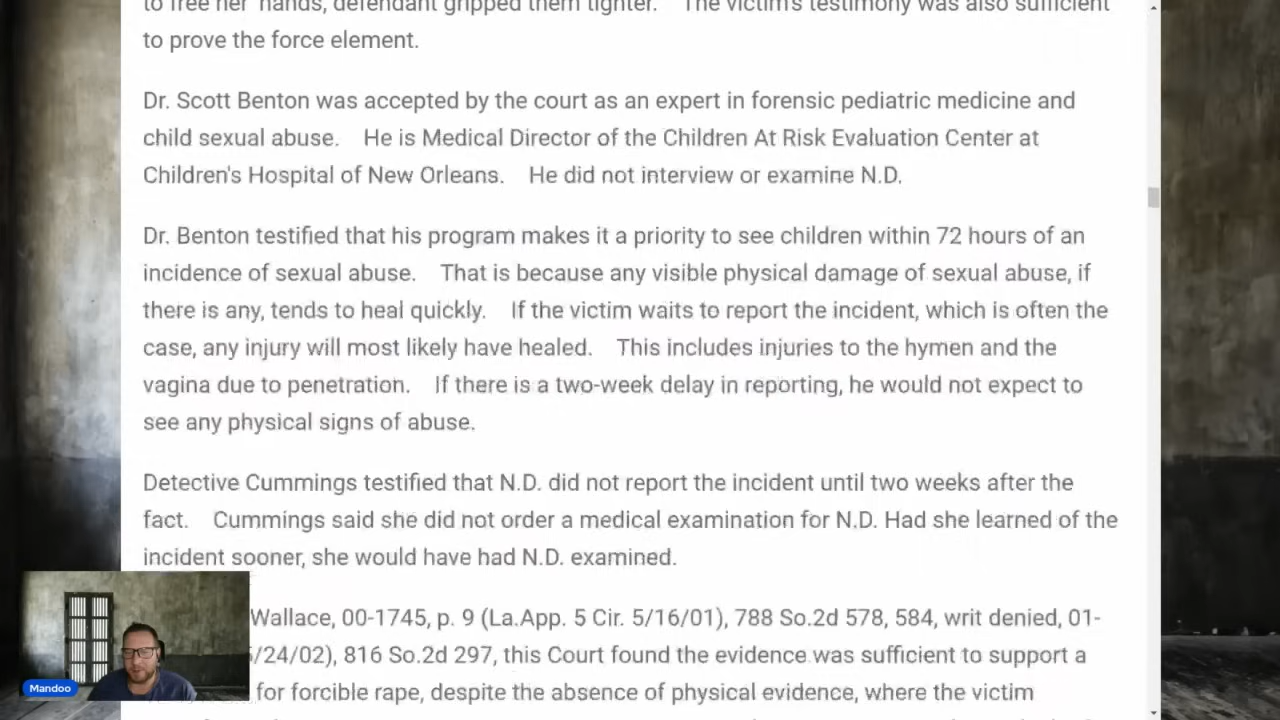 to free her hands, defendant gripped them tighter. The victim's testimony was also sufficient
to prove the force element.
Dr. Scott Benton was accepted by the court as an expert in forensic pediatric medicine and
child sexual abuse. He is Medical Director of the Children At Risk Evaluation Center at
Children's Hospital of New Orleans. He did not interview or examine N.D.
Dr. Benton testified that his program makes it a priority to see children within 72 hours of an
incidence of sexual abuse. That is because any visible physical damage of sexual abuse, if
there is any, tends to heal quickly. If the victim waits to report the incident, which is often the
case, any injury will most likely have healed. This includes injuries to the hymen and the
vagina due to penetration. If there is a two-week delay in reporting, he would not expect to
see any physical signs of abuse.
Detective Cummings testified that N.D. did not report the incident until two weeks after the
fact. Cummings said she did not order a medical examination for N.D. Had she learned of the
incident sooner, she would have had N.D. examined.
Wallace, 00-1745, p. 9 (La.App. 5 Cir. 5/16/01), 788 So.2d 578, 584, writ denied, 01-
/24/02), 816 So.2d 297, this Court found the evidence was sufficient to support a
for forcible rape, despite the absence of physical evidence, where the victim
Mandoo